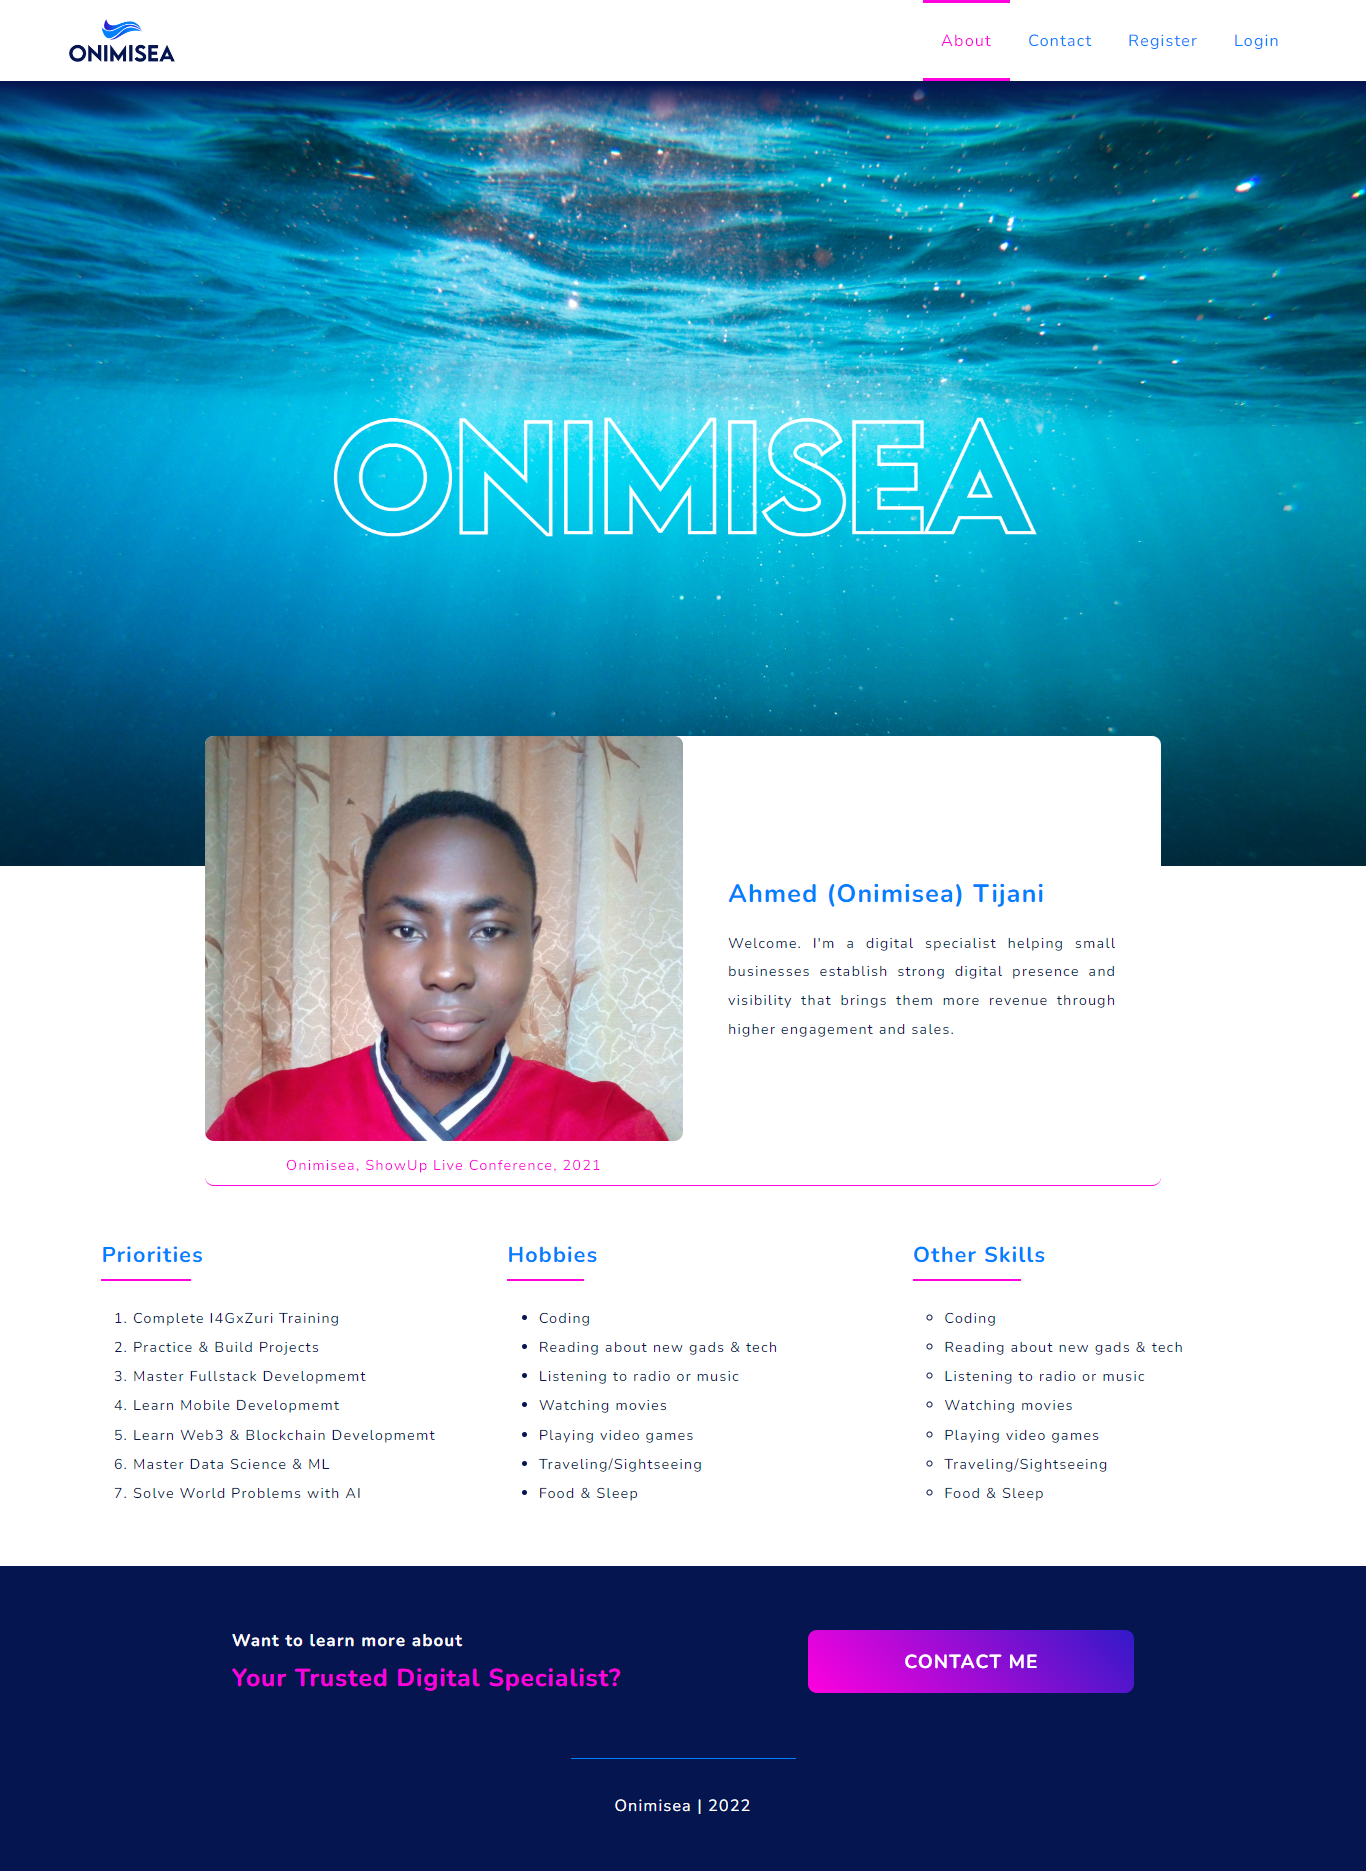 ONIMISEA
About
Contact
Register
Login
ONIMISEA
Ahmed (Onimisea) Tijani
Welcome. I'm a digital specialist helping small
businesses establish strong digital presence and
visibility that brings them more revenue through
higher engagement and sales.
Onimisea, ShowUp Live Conference, 2021
Priorities
1. Complete I4GxZuri Training
2. Practice & Build Projects
3. Master Fullstack Developmemt
4. Learn Mobile Developmemt
5. Learn Web3 & Blockchain Developmemt
6. Master Data Science & ML
7. Solve World Problems with AI
Hobbies
Coding
Reading about new gads & tech
Listening to radio or music
Watching movies
Playing video games
Traveling/Sightseeing
Food & Sleep
Other Skills
Coding
Reading about new gads & tech
Listening to radio or music
Watching movies
Playing video games
Traveling/Sightseeing
Food & Sleep
Want to learn more about
Your Trusted Digital Specialist?
CONTACT ME
Onimisea | 2022